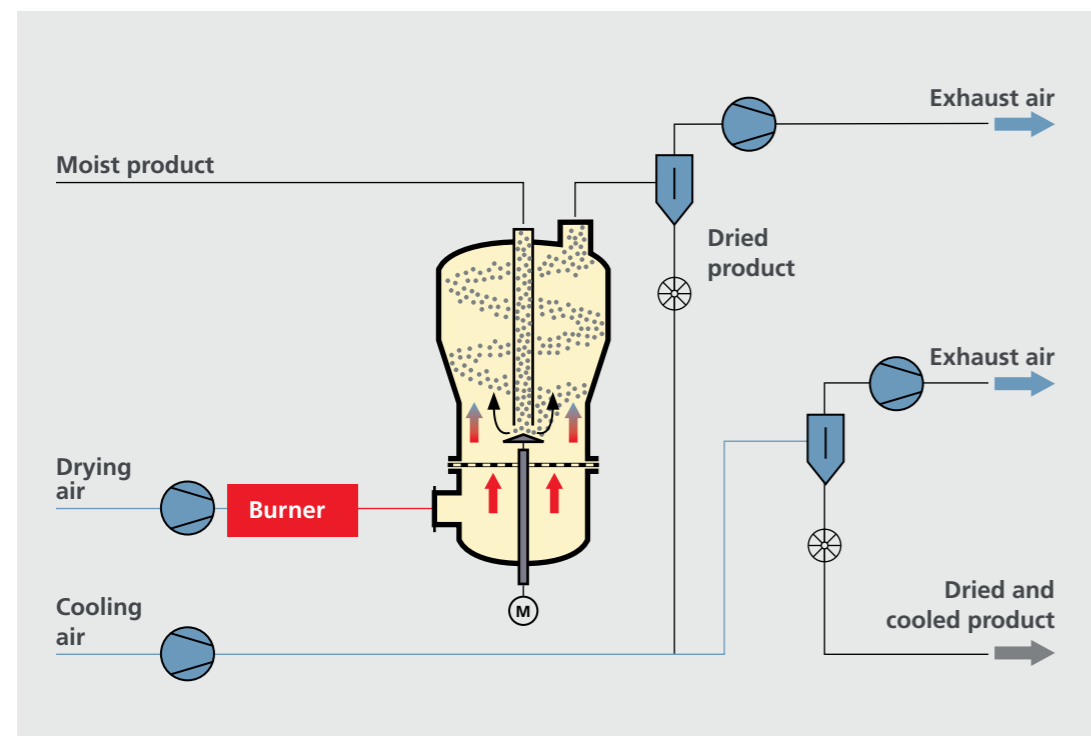 Exhaust air
Moist product
Dried
product
Exhaust air
Drying
air
Burner
Cooling
air
M
Dried and
cooled product